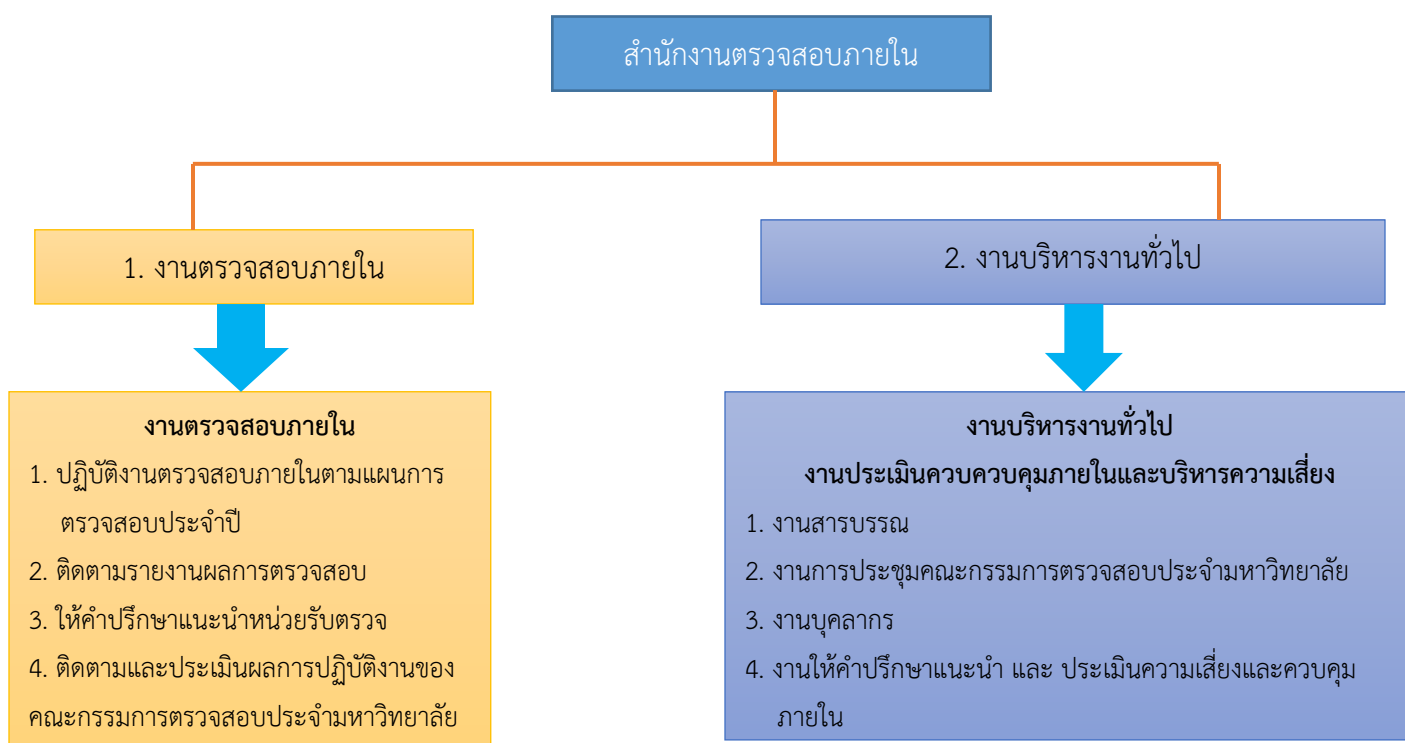 สำนักงานตรวจสอบภายใน
1. งานตรวจสอบภายใน
2. งานบริหารงานทั่วไป
งานตรวจสอบภายใน
1. ปฏิบัติงานตรวจสอบภายในตามแผนการ
ตรวจสอบประจำปี
2. ติดตามรายงานผลการตรวจสอบ
3. ให้คำปรึกษาแนะนำหน่วยรับตรวจ
4. ติดตามและประเมินผลการปฏิบัติงานของ
คณะกรรมการตรวจสอบประจำมหาวิทยาลัย
งานบริหารงานทั่วไป
งานประเมินควบควบคุมภายในและบริหารความเสี่ยง
1. งานสารบรรณ
2. งานการประชุมคณะกรรมการตรวจสอบประจำมหาวิทยาลัย
3. งานบุคลากร
4. งานให้คำปรึกษาแนะนำ และ ประเมินความเสี่ยงและควบคุม
ภายใน